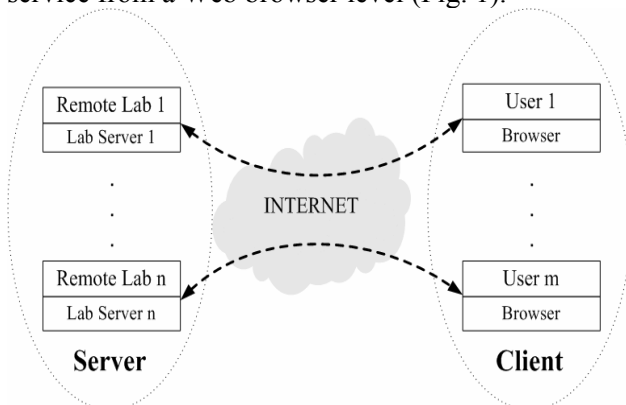 service from a Web browser level (Fig. 1).
Remote Lab 1
Lab Server 1
User 1
Browser
INTERNET
Remote Lab n
Lab Server n
User m
Browser
Server
Client